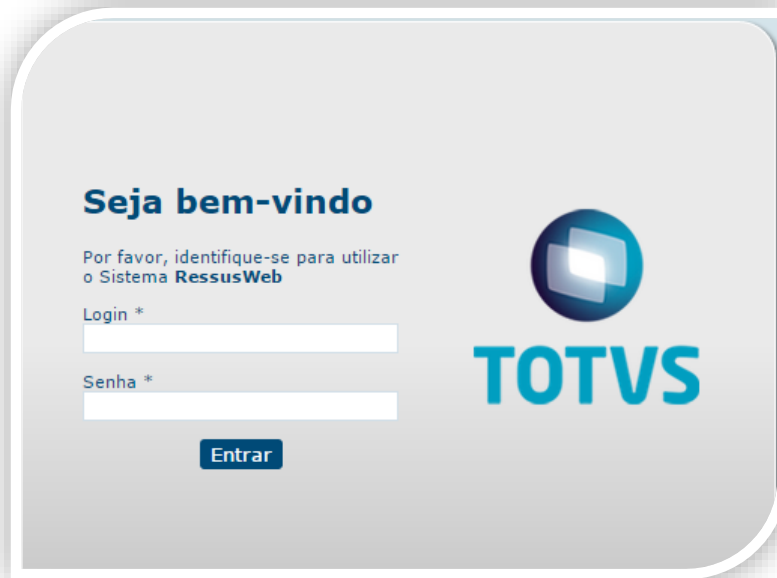 Seja bem-vindo
Por favor, identifique-se para utilizar
o Sistema RessusWeb
Login *
Senha *
Entrar
TOTVS